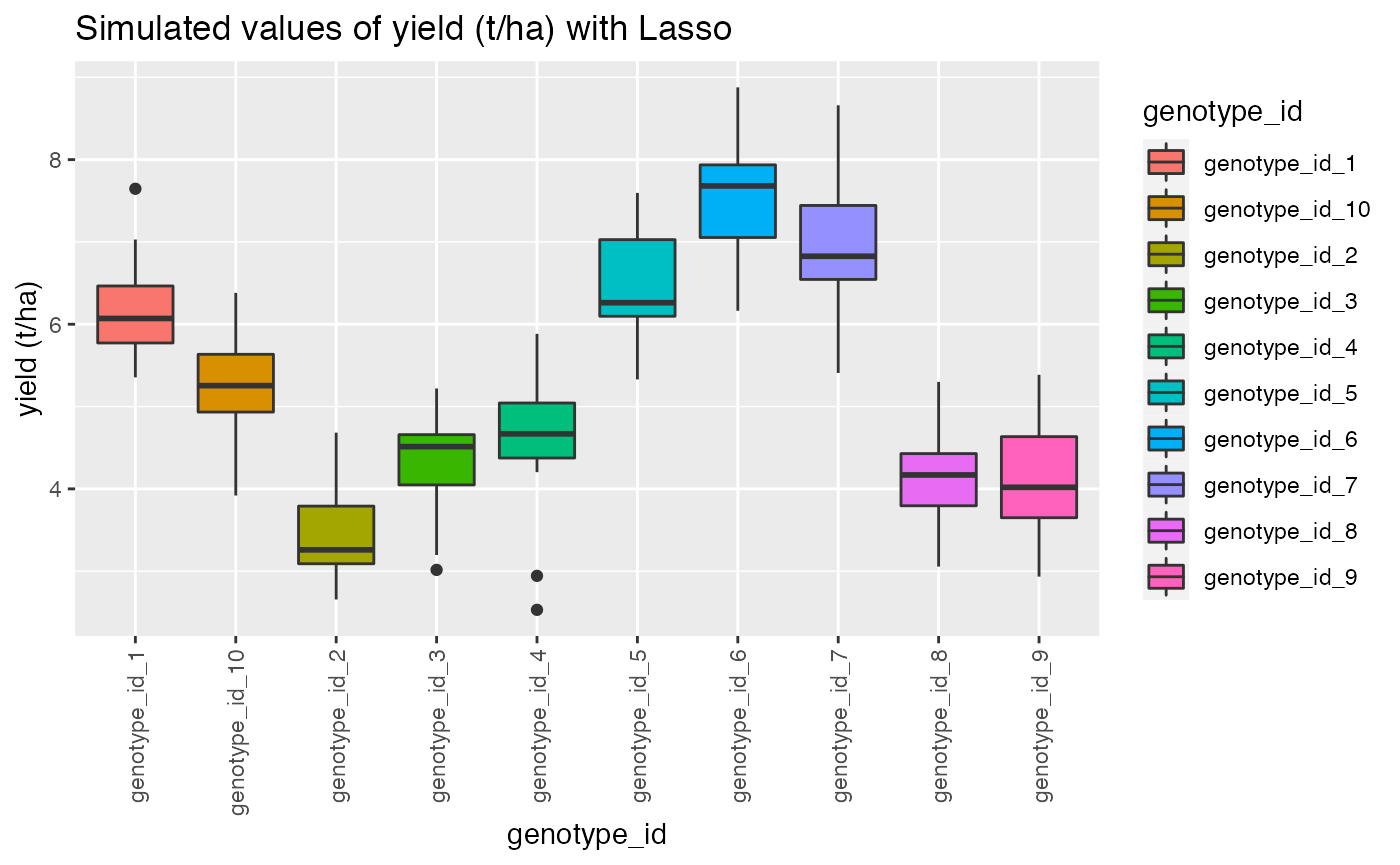 Simulated values of yield (t/ha) with Lasso
yield (t/ha)
8
6
4
genotype_id_1
genotype_id_10
genotype_id_2
genotype_id_3
genotype_id_4
genotype_id_5
genotype_id_6
genotype_id_7
genotype_id_8
genotype_id_9
genotype_id
genotype_id
genotype_id_1
genotype_id_10
genotype_id_2
genotype_id_3
genotype_id_4
genotype_id_5
genotype_id_6
genotype_id_7
genotype_id_8
genotype_id_9